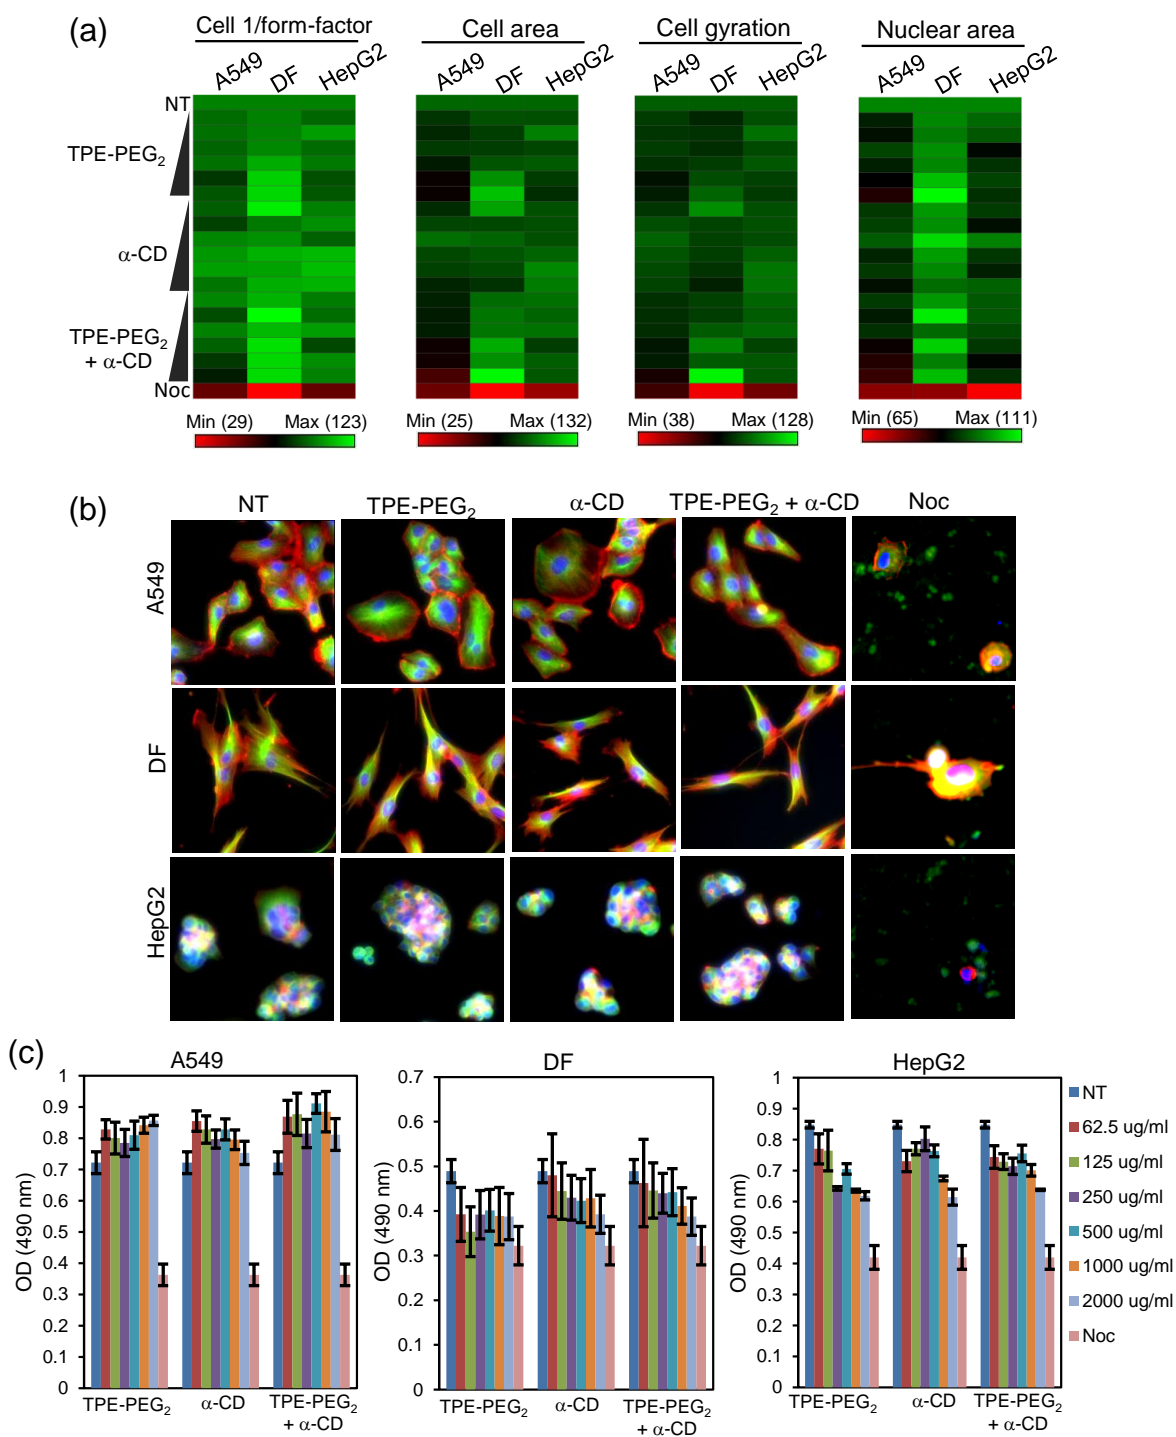 (a)
Cell 1/form-factor Cell area Cell gyration Nuclear area
A549 DF HepG2 A549 DF HepG2 A549 DF HepG2 A549 DF HepG2
NT
TPE-PEG2
α-CD
TPE-PEG2
+ α-CD
Noc
Min (29) Max (123) Min (25) Max (132) Min (38) Max (128) Min (65) Max (111)
(b)
NT TPE-PEG2 α-CD TPE-PEG2 + α-CD Noc
A549
DF
HepG2
(c)
A549
OD (490 nm)
1
0.9
0.8
0.7
0.6
0.5
0.4
0.3
0.2
0.1
0
TPE-PEG2 α-CD TPE-PEG2
+ α-CD
DF
OD (490 nm)
0.7
0.6
0.5
0.4
0.3
0.2
0.1
0
TPE-PEG2 α-CD TPE-PEG2
+ α-CD
HepG2
OD (490 nm)
1
0.9
0.8
0.7
0.6
0.5
0.4
0.3
0.2
0.1
0
TPE-PEG2 α-CD TPE-PEG2
+ α-CD
NT
62.5 ug/ml
125 ug/ml
250 ug/ml
500 ug/ml
1000 ug/ml
2000 ug/ml
Noc